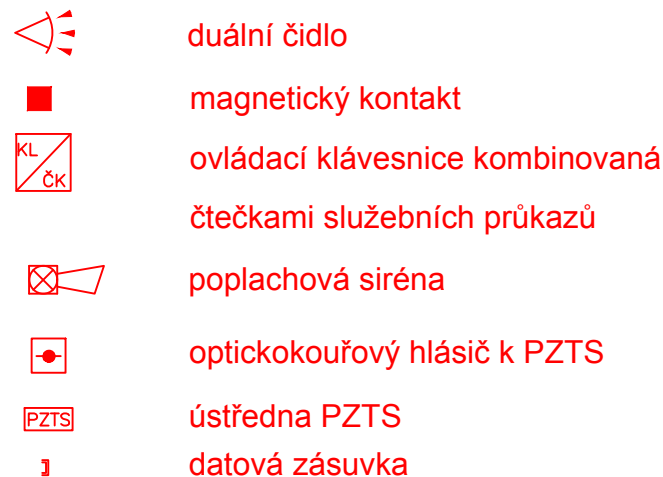 duální čidlo
magnetický kontakt
KL ČK ovládací klávesnice kombinovaná
čtečkami služebních průkazů
poplachová siréna
optickokouřový hlásič k PZTS
PZTS ústředna PZTS
datová zásuvka